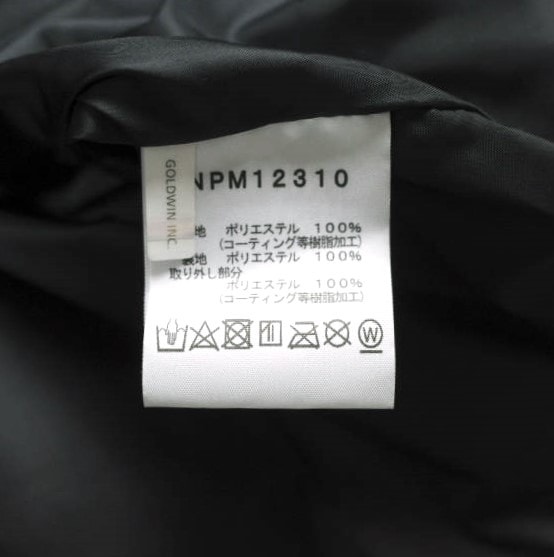 GOLDWIN INC.
NPM12310
地 ポリエステル 100%
(コーティング等樹脂加工)
裏地 ポリエステル 100%
取り外し部分
ポリエステル 100%
(コーティング等樹脂加工)
W